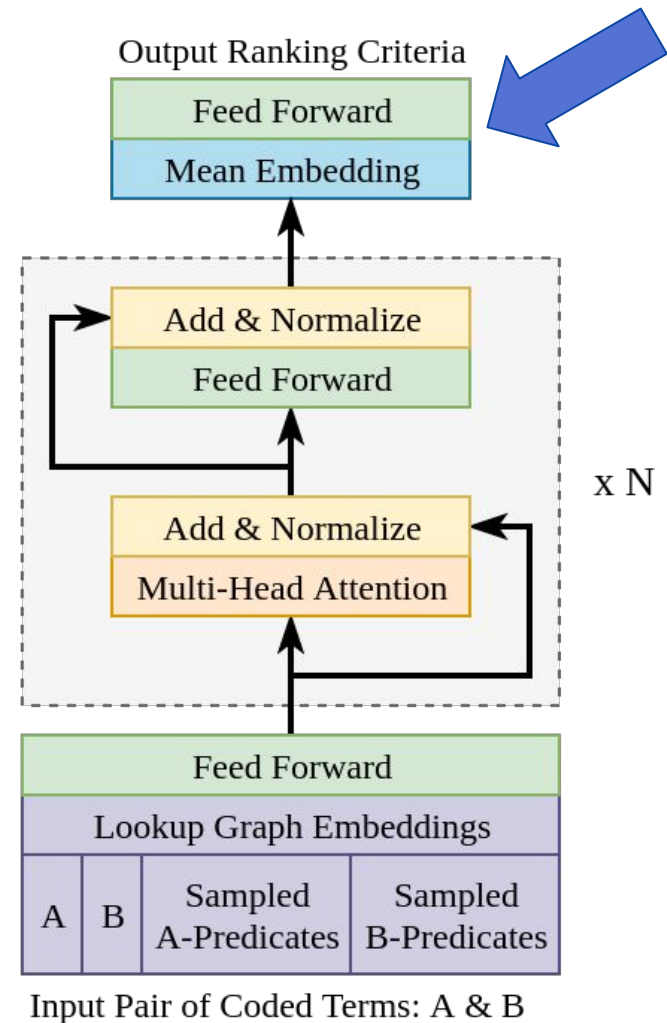 Output Ranking Criteria
Feed Forward
Mean Embedding
Add & Normalize
Feed Forward
x N
Add & Normalize
Multi-Head Attention
Feed Forward
Lookup Graph Embeddings
A
B
Sampled
A-Predicates
Sampled
B-Predicates
Input Pair of Coded Terms: A & B